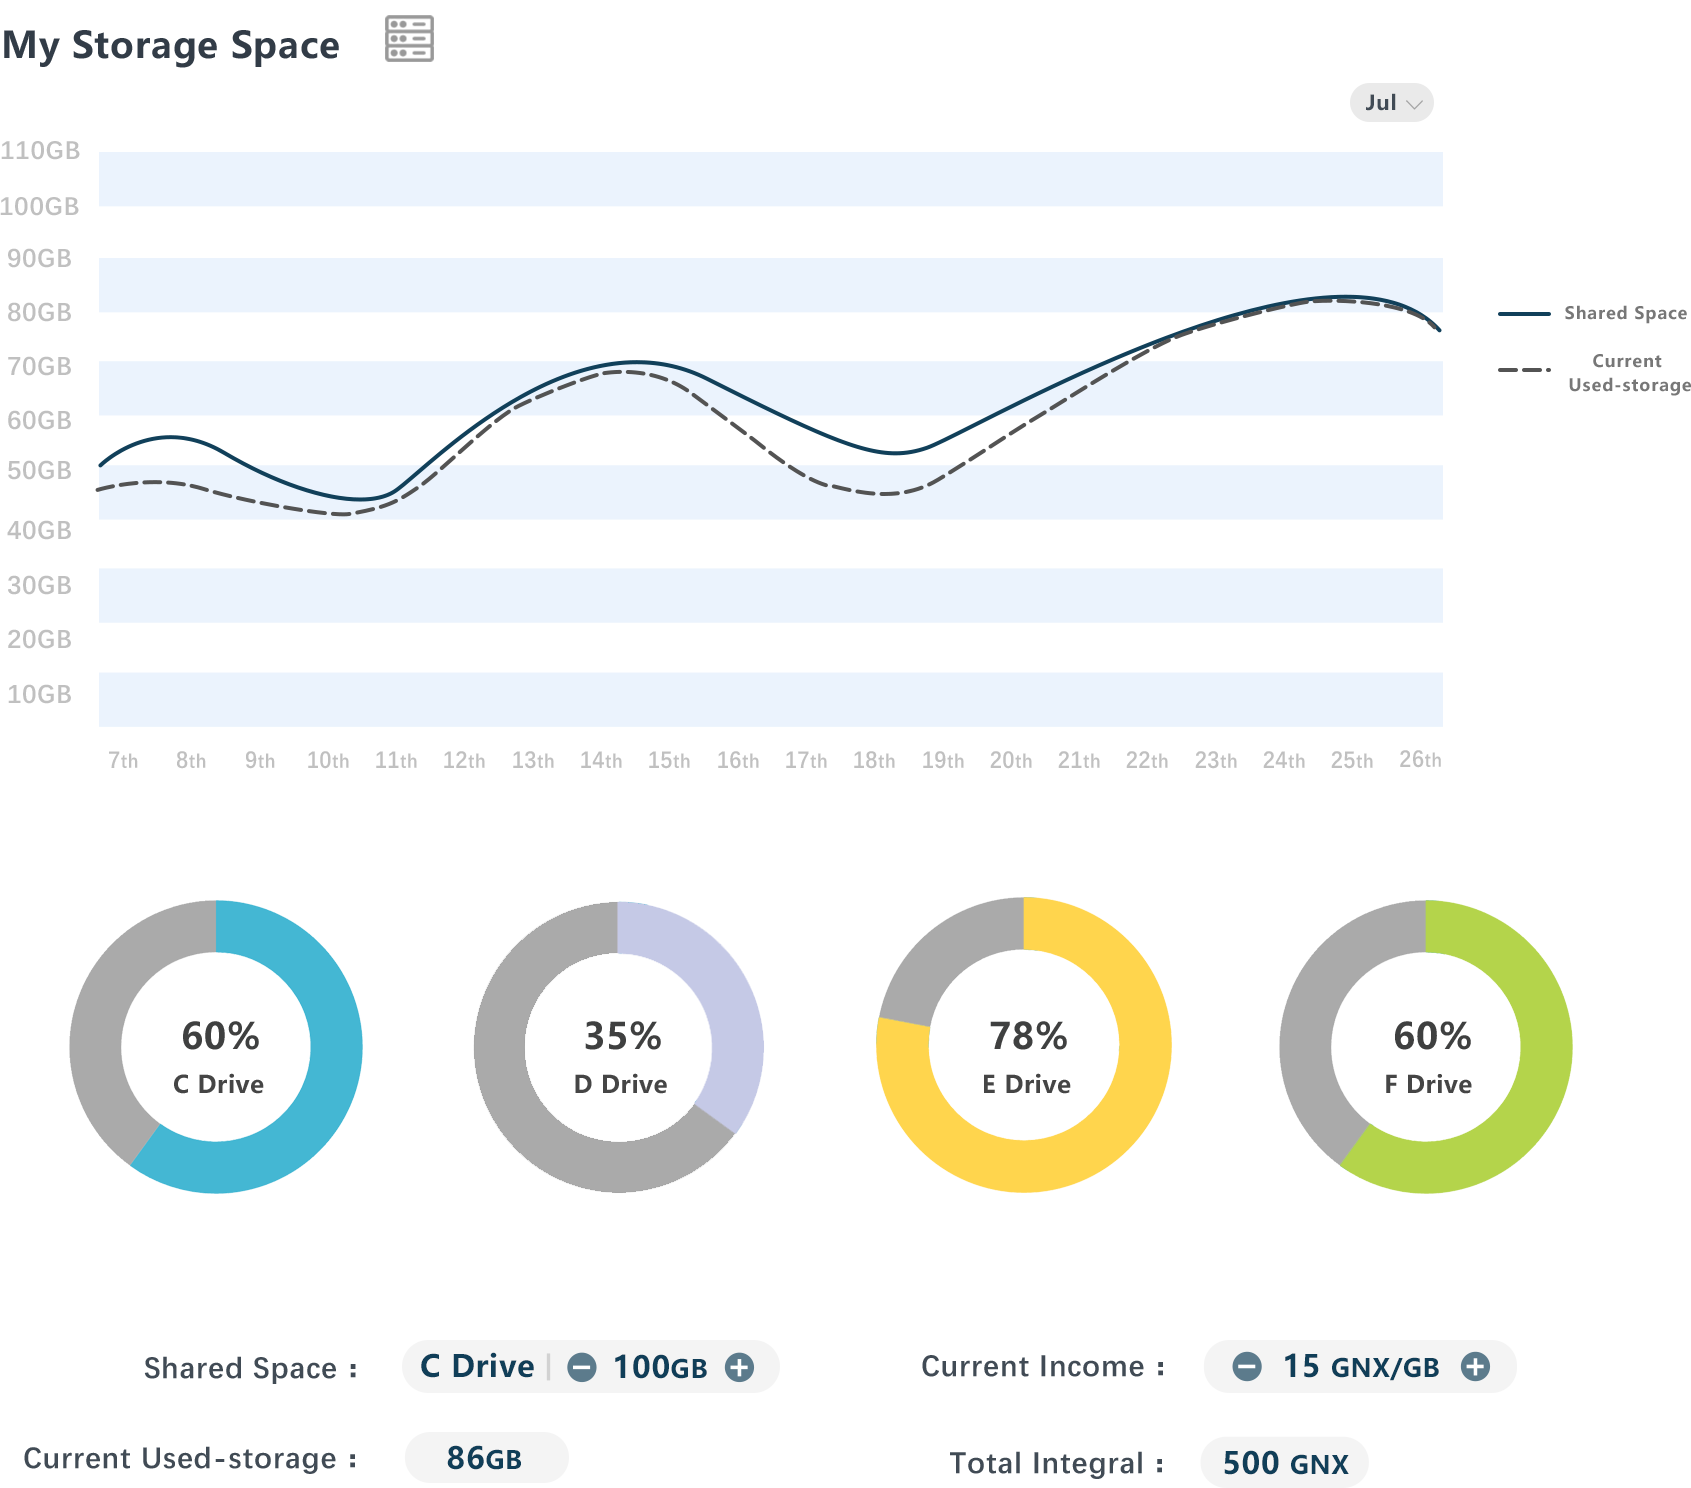 My Storage Space
Jul
110GB
100GB
90GB
80GB
70GB
60GB
50GB
40GB
30GB
20GB
10GB
Shared Space
Current
Used-storage
7th 8th 9th 10th 11th 12th 13th 14th 15th 16th 17th 18th 19th 20th 21th 22th 23th 24th 25th 26th
60%
C Drive
35%
D Drive
78%
E Drive
60%
F Drive
Shared Space : C Drive | − 100GB +
Current Income : − 15 GNX/GB +
Current Used-storage : 86GB
Total Integral : 500 GNX